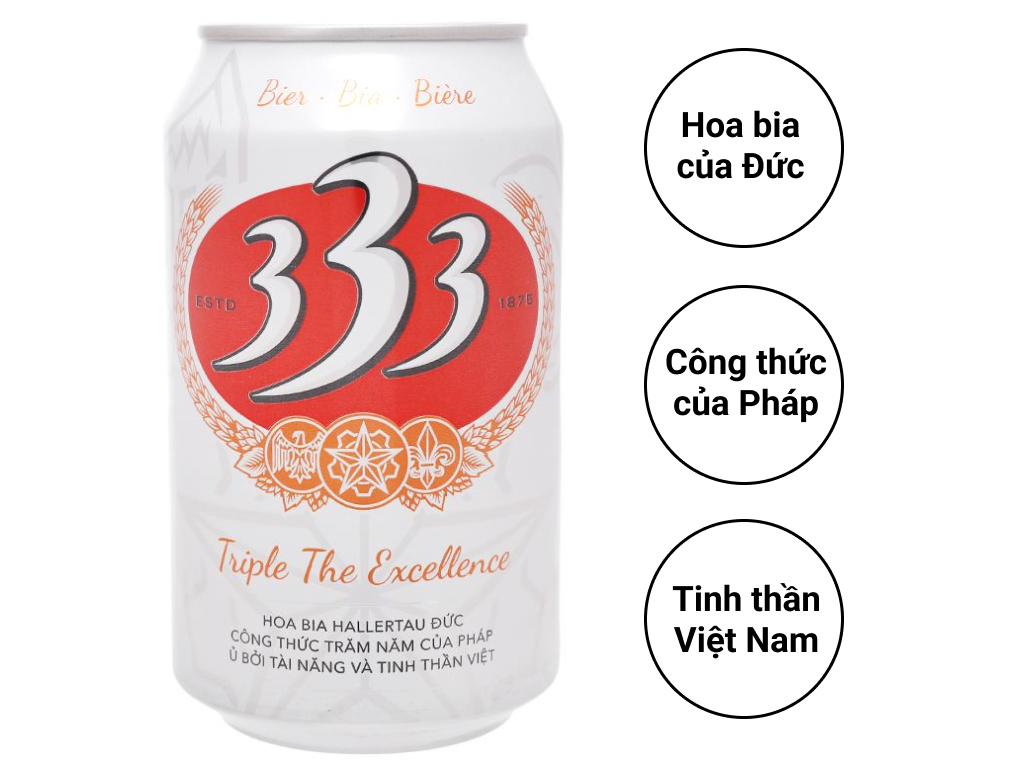 Bier · Bia · Bière
333
ESTD 1875
Triple The Excellence
HOA BIA HALLERTAU ĐỨC
CÔNG THỨC TRĂM NĂM CỦA PHÁP
Ủ BỞI TÀI NĂNG VÀ TINH THẦN VIỆT
Hoa bia
của Đức
Công thức
của Pháp
Tinh thần
Việt Nam